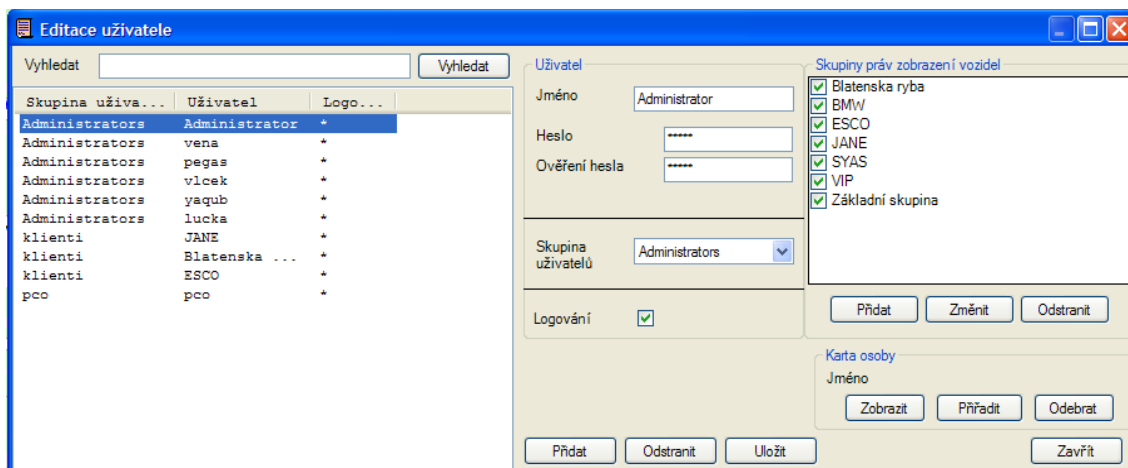 Editace uživatele
Vyhledat
Vyhledat
Skupina uživa... Uživatel Logo...
Administrators Administrator *
Administrators vena *
Administrators pegas *
Administrators vlcek *
Administrators yaqub *
Administrators lucka *
klienti JANE *
klienti Blatenska ... *
klienti ESCO *
pco pco *
Uživatel
Jméno Administrator
Heslo *****
Ověření hesla *****
Skupina
uživatelů
Administrators
Logování
Přidat Odstranit Uložit
Skupiny práv zobrazení vozidel
Blatenska ryba
BMW
ESCO
JANE
SYAS
VIP
Základní skupina
Přidat Změnit Odstranit
Karta osoby
Jméno
Zobrazit Přiřadit Odebrat
Zavřít